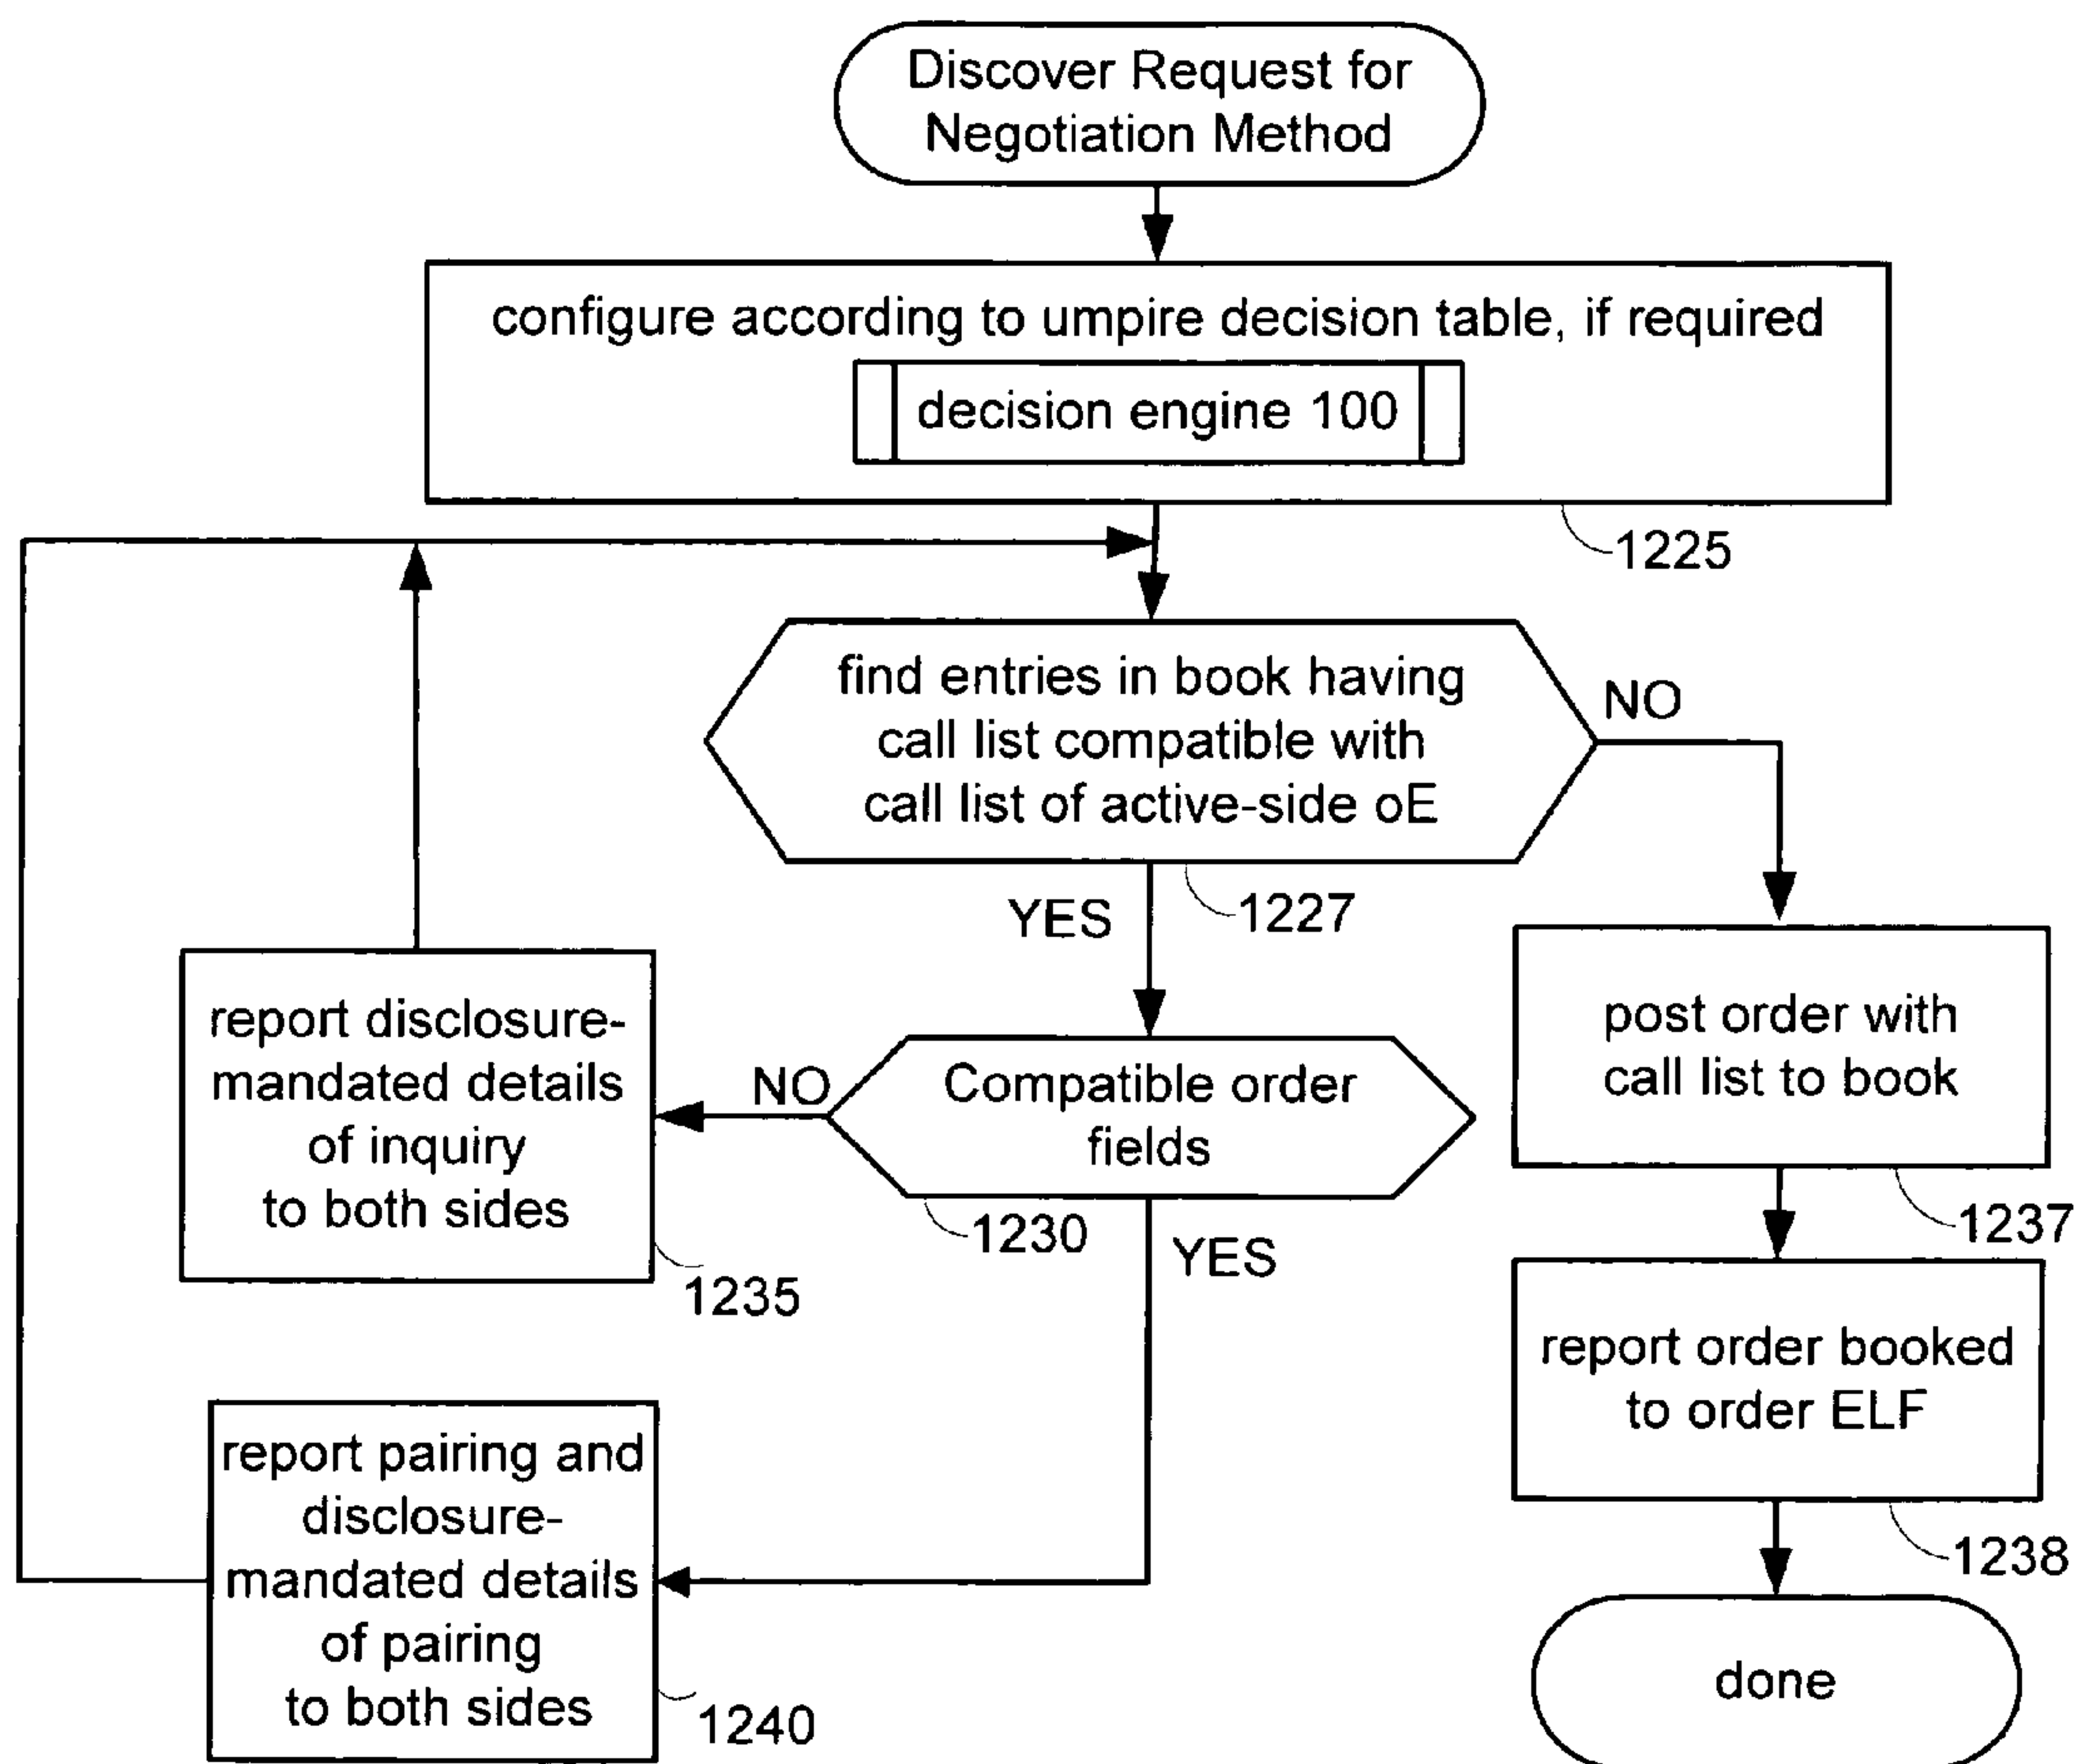 Discover Request for
Negotiation Method
configure according to umpire decision table, if required
decision engine 100
1225
find entries in book having
call list compatible with
call list of active-side oE
NO
YES
1227
Compatible order
fields
NO
1230
YES
report disclosure-
mandated details
of inquiry
to both sides
1235
post order with
call list to book
1237
report order booked
to order ELF
1238
report pairing and
disclosure-
mandated details
of pairing
to both sides
1240
done